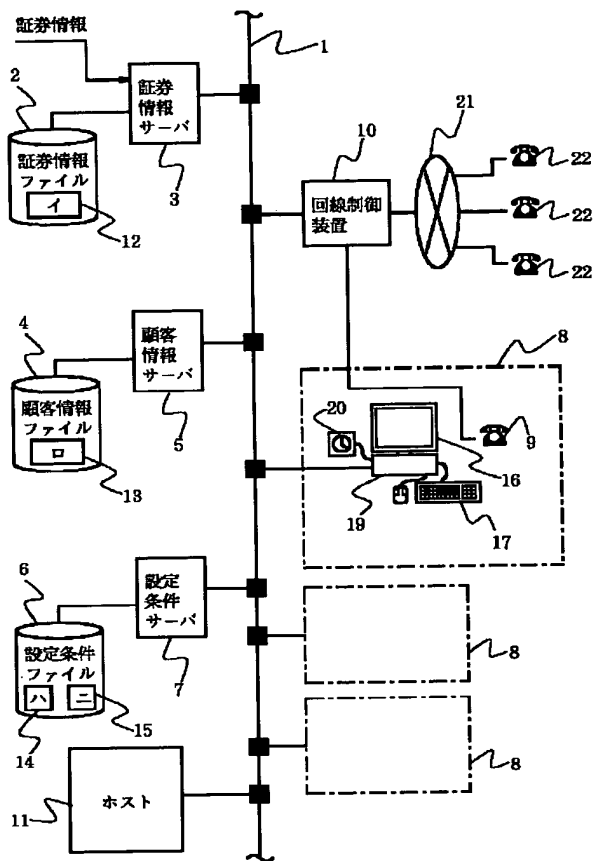 証券情報
1
2
証券
情報
サーバ
3
証券情報
ファイル
イ
12
10
回線制御
装置
21
22
22
22
4
顧客
情報
サーバ
5
顧客情報
ファイル
ロ
13
8
20
9
16
19
17
6
設定
条件
サーバ
7
設定条件
ファイル
ハ
ニ
14
15
8
8
ホスト
11